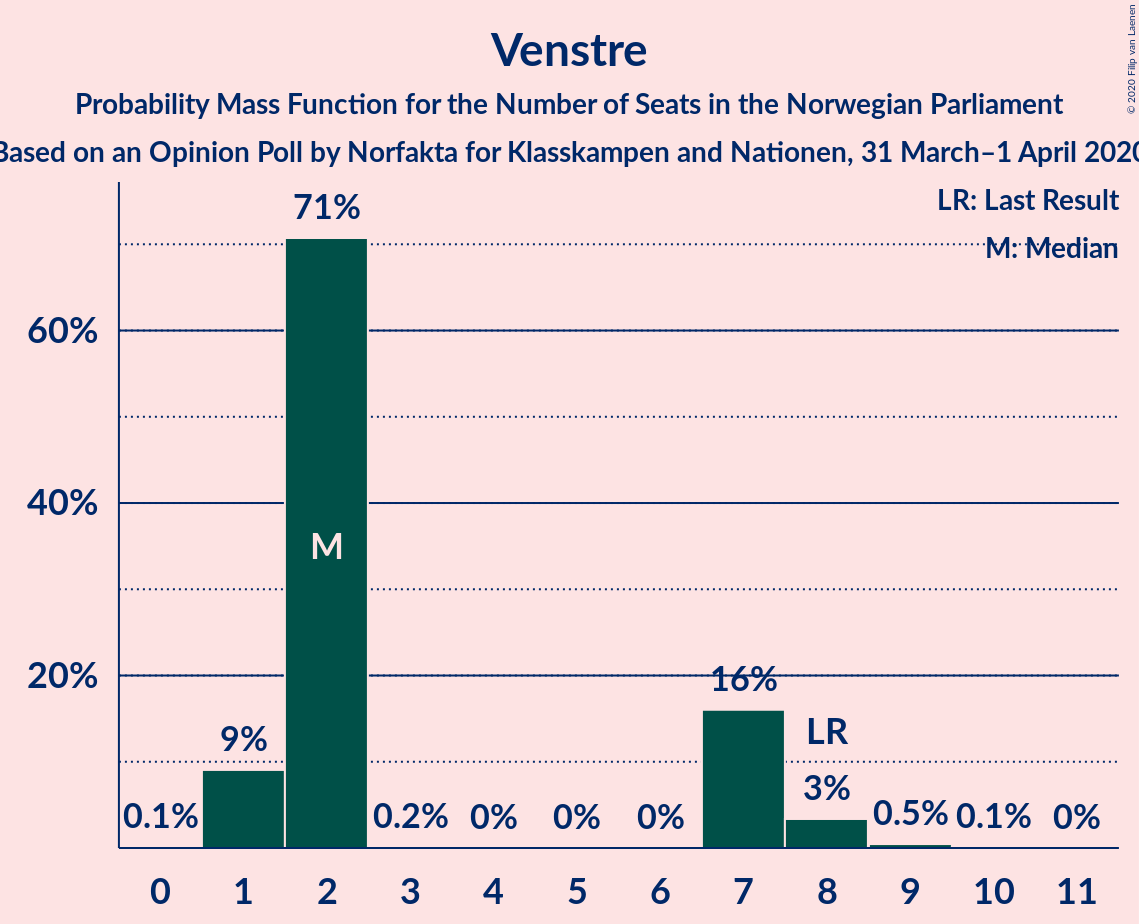 Venstre
Probability Mass Function for the Number of Seats in the Norwegian Parliament
Based on an Opinion Poll by Norfakta for Klasskampen and Nationen, 31 March–1 April 2020
© 2020 Filip van Laenen
LR: Last Result
M: Median
60%
40%
20%
0.1%
9%
71%
M
0.2%
0%
0%
0%
16%
LR
3%
0.5%
0.1%
0%
0 1 2 3 4 5 6 7 8 9 10 11